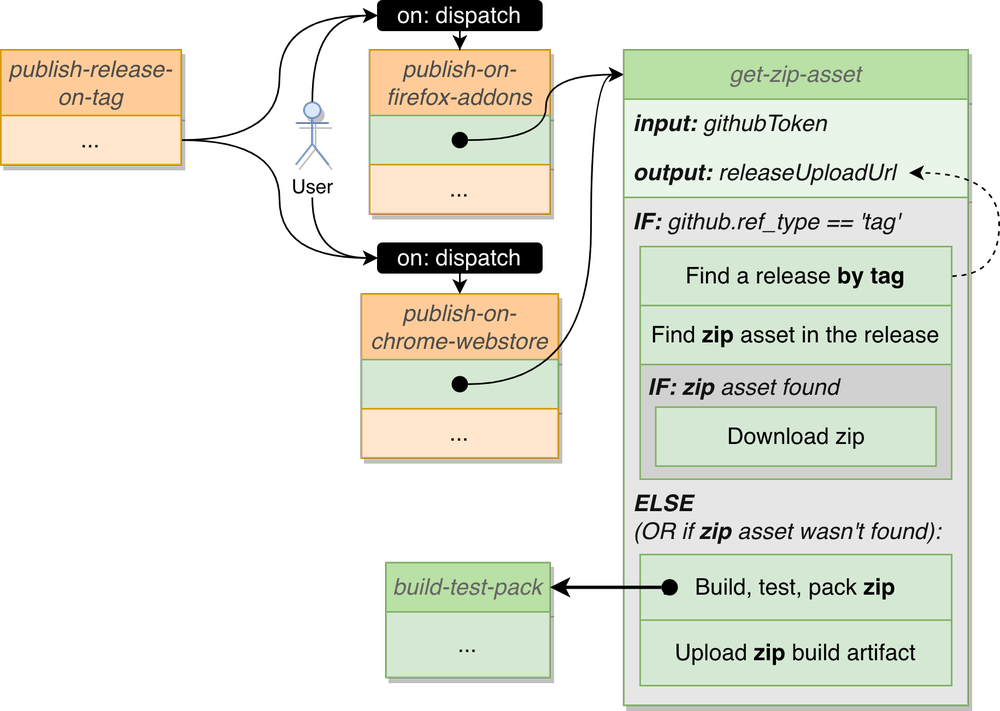 on: dispatch
publish-release-
on-tag
publish-on-
firefox-addons
get-zip-asset
input: githubToken
...
output: releaseUploadUrl
User
...
IF: github.ref_type == 'tag'
on: dispatch
Find a release by tag
publish-on-
chrome-webstore
Find zip asset in the release
IF: zip asset found
...
Download zip
ELSE
(OR if zip asset wasn't found):
build-test-pack
Build, test, pack zip
...
Upload zip build artifact